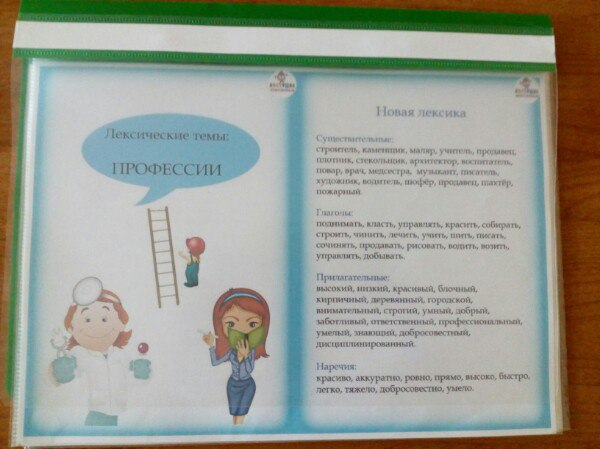 Лексические темы:
ПРОФЕССИИ
Новая лексика
Существительные:
строитель, каменщик, маляр, учитель, продавец,
плотник, стекольщик, архитектор, воспитатель,
повар, врач, медсестра, музыкант, писатель,
художник, водитель, шофёр, продавец, шахтёр,
пожарный.
Глаголы:
поднимать, класть, управлять, красить, собирать,
строить, чинить, лечить, учить, шить, писать,
сочинять, продавать, рисовать, водить, возить,
управлять, добывать.
Прилагательные:
высокий, низкий, красивый, блочный,
кирпичный, деревянный, городской,
внимательный, строгий, умный, добрый,
заботливый, ответственный, профессиональный,
умелый, знающий, добросовестный,
дисциплинированный.
Наречия:
красиво, аккуратно, ровно, прямо, высоко, быстро,
легко, тяжело, добросовестно, умело.